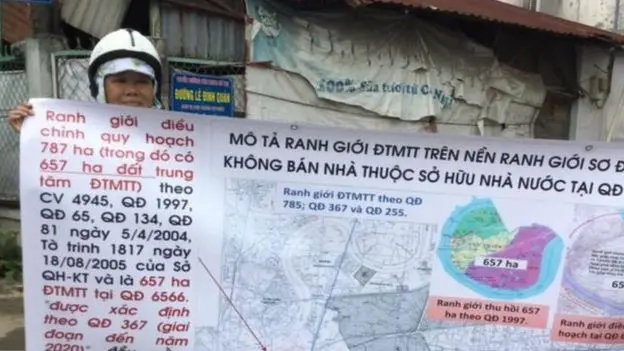 100% Sữa tươi từ
ĐƯỜNG LÊ ĐÌNH QUẢN
Ranh giới điều
chỉnh quy hoạch
787 ha (trong đó có
657 ha đất trung
tâm ĐTMTT) theo
CV 4945, QĐ 1997,
QĐ 65, QĐ 134, QĐ
81 ngày 5/4/2004,
Tờ trình 1817 ngày
18/08/2005 của Sở
QH-KT và là 657 ha
ĐTMTT tại QĐ 6566.
"được xác định
theo QĐ 367 (giai
đoạn đến năm
2020)"
MÔ TẢ RANH GIỚI ĐTMTT TRÊN NỀN RANH GIỚI SƠ Đ
KHÔNG BÁN NHÀ THUỘC SỞ HỮU NHÀ NƯỚC TẠI QĐ
Ranh giới ĐTMTT theo QĐ
785; QĐ 367 và QĐ 255.
657 ha
Ranh giới thu hồi 657
ha theo QĐ 1997.
65
Ranh giới điề
hoạch tại